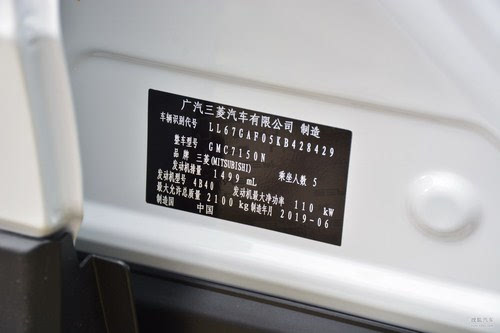 广汽三菱汽车有限公司 制造
车辆识别代号 LL67GAF05KB428429
整车型号 GMC7150N
品牌 三菱(MITSUBISHI) 乘坐人数 5
发动机排量 1499 mL
发动机型号 4B40 发动机最大净功率 110 kW
最大允许总质量 2100 kg 制造年月 2019-06
制造国 中国
搜狐汽车